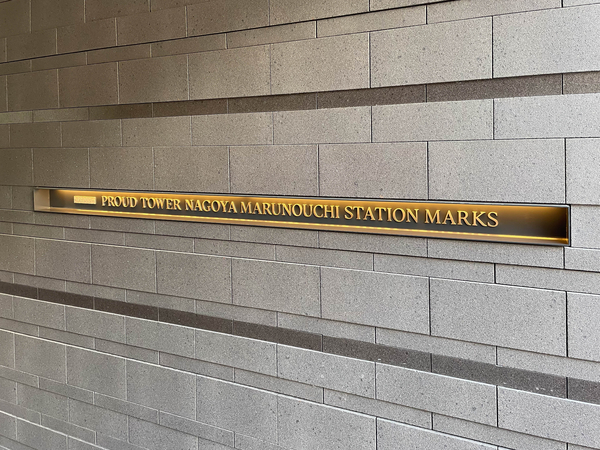 PROUD TOWER NAGOYA MARUNOUCHI STATION MARKS